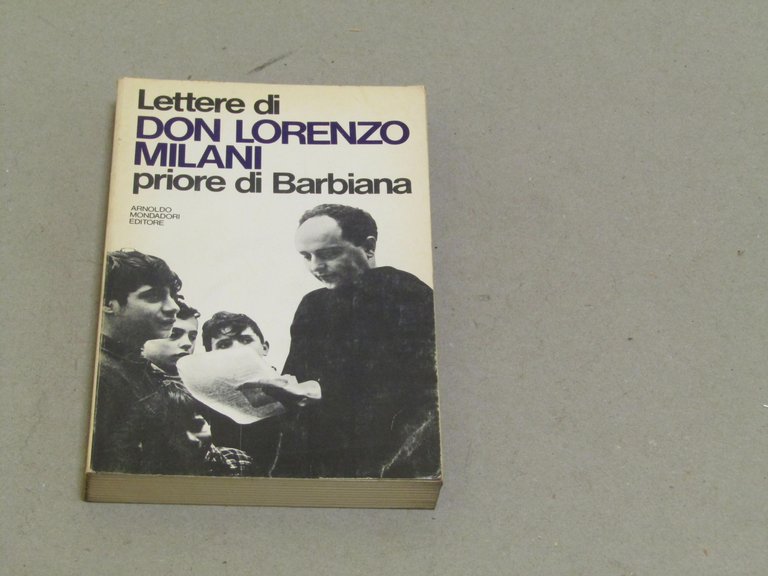 Lettere di
DON LORENZO
MILANI
priore di Barbiana
ARNOLDO
MONDADORI
EDITORE